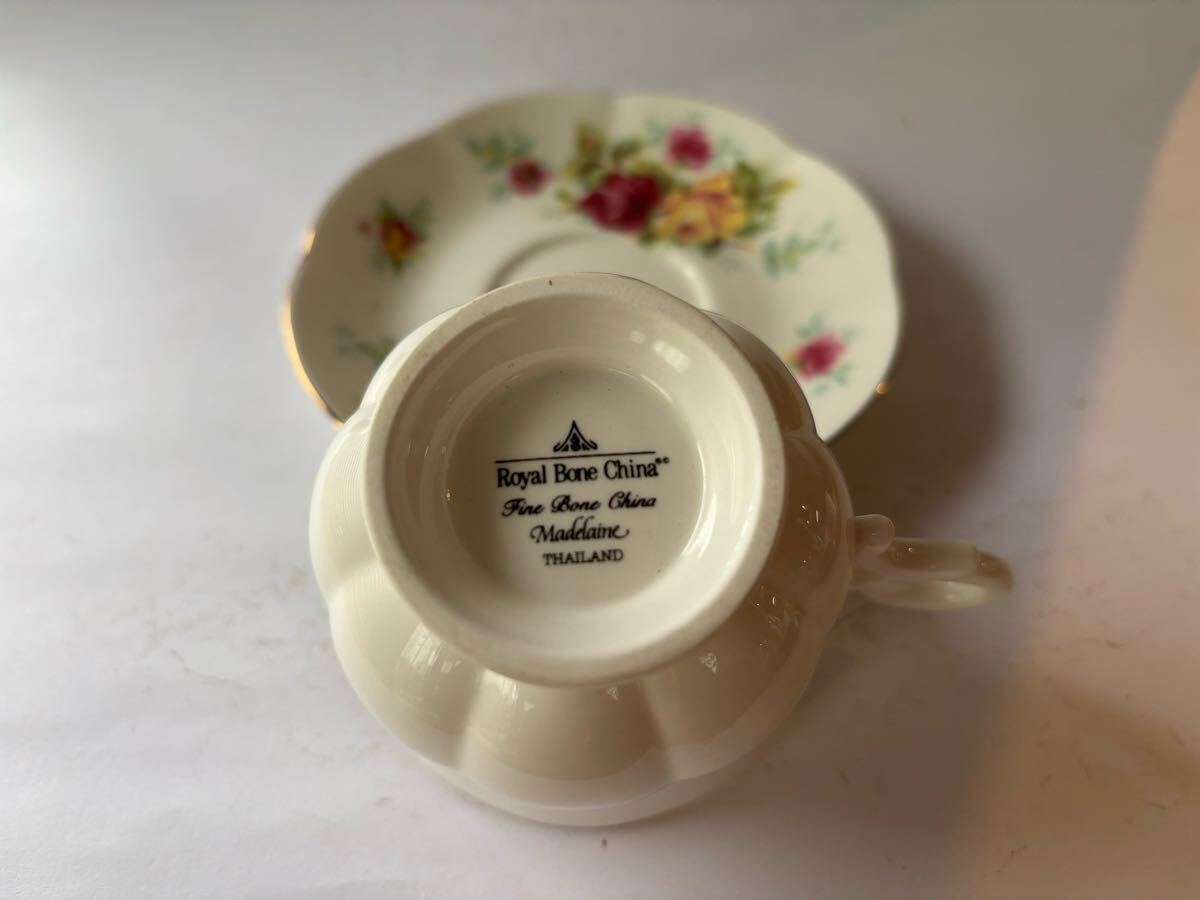 Royal Bone China
Fine Bone China
Madelaine
THAILAND